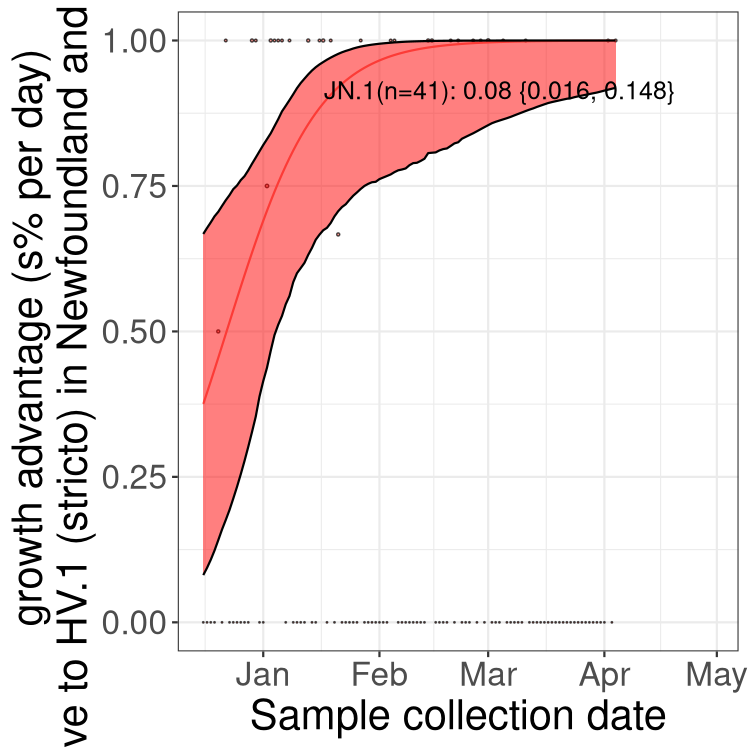 growth advantage (s% per day)
ve to HV.1 (stricto) in Newfoundland and
1.00
0.75
0.50
0.25
0.00
JN.1(n=41): 0.08 {0.016, 0.148}
Jan Feb Mar Apr May
Sample collection date